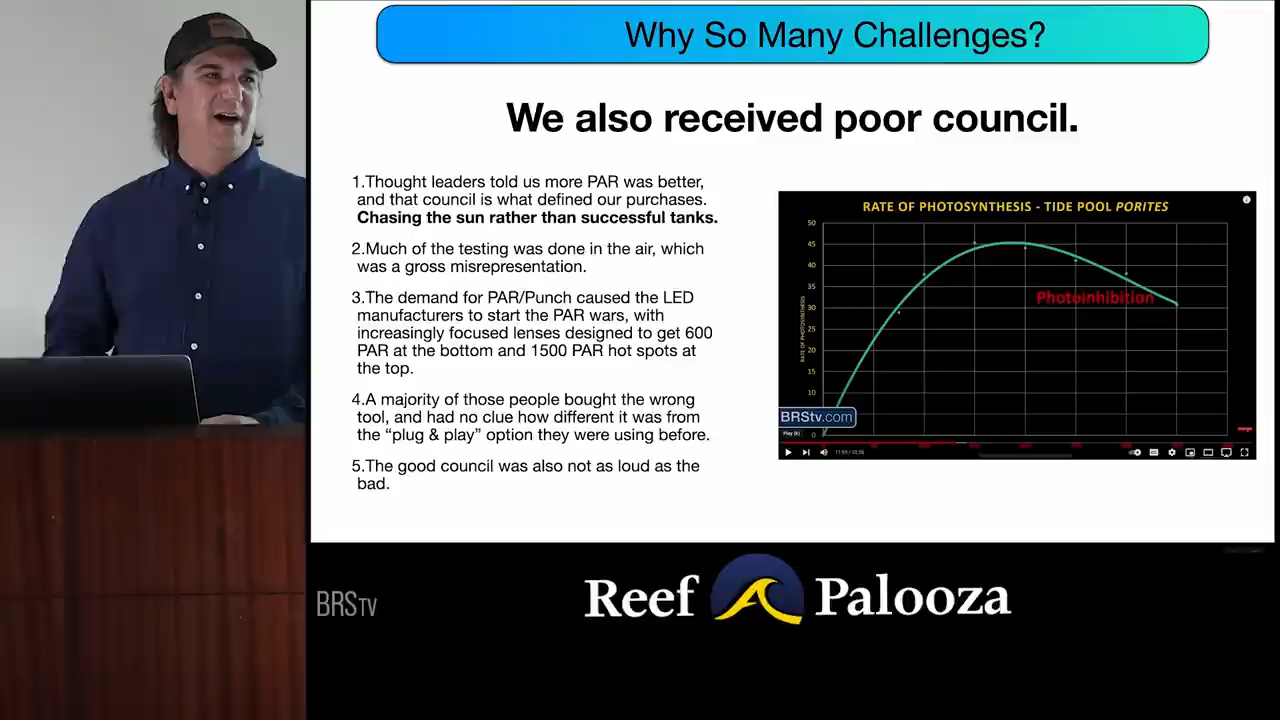 Why So Many Challenges?
We also received poor council.
1.Thought leaders told us more PAR was better,
and that council is what defined our purchases.
Chasing the sun rather than successful tanks.
2.Much of the testing was done in the air, which
was a gross misrepresentation.
3.The demand for PAR/Punch caused the LED
manufacturers to start the PAR wars, with
increasingly focused lenses designed to get 600
PAR at the bottom and 1500 PAR hot spots at
the top.
4.A majority of those people bought the wrong
tool, and had no clue how different it was from
the “plug & play” option they were using before.
5.The good council was also not as loud as the
bad.
RATE OF PHOTOSYNTHESIS - TIDE POOL PORITES
50
45
40
35
30
25
20
15
10
0
RATE OF PHOTOSYNTHESIS
Photoinhibition
BRStv.com
Play (k)
BRSTV
Reef Palooza